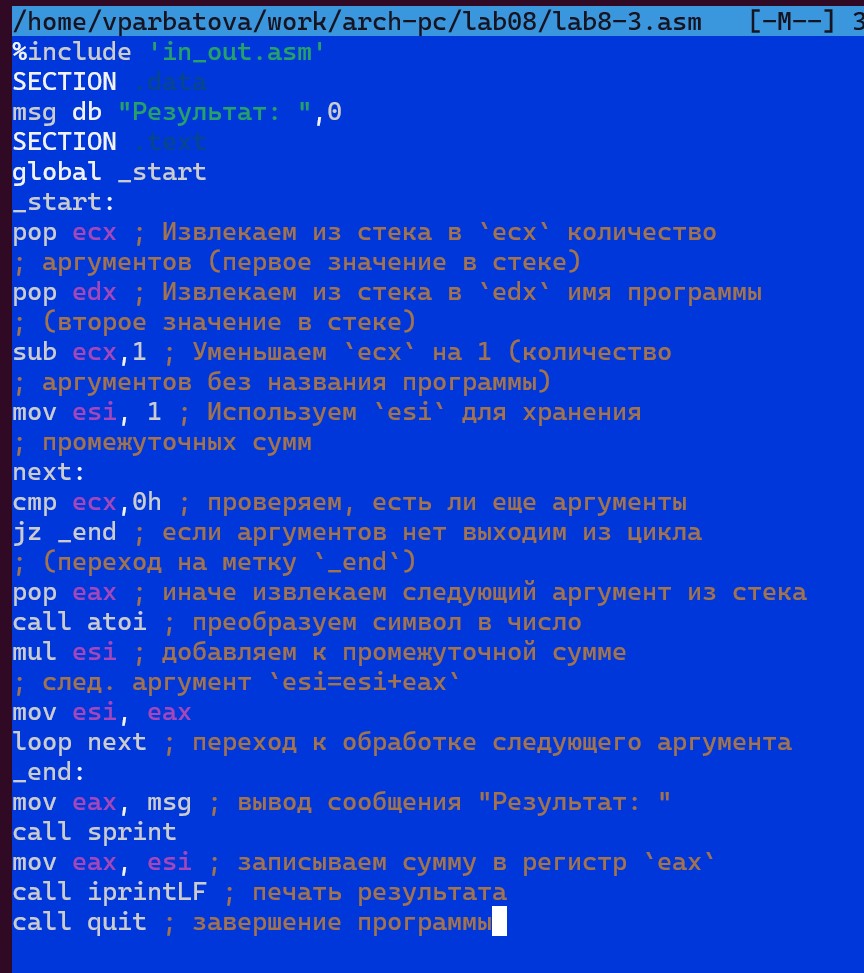 /home/vparbatova/work/arch-pc/lab08/lab8-3.asm [-M--] 3
%include 'in_out.asm'
SECTION .data
msg db "Результат: ",0
SECTION .text
global _start
_start:
pop ecx ; Извлекаем из стека в `ecx` количество
; аргументов (первое значение в стеке)
pop edx ; Извлекаем из стека в `edx` имя программы
; (второе значение в стеке)
sub ecx,1 ; Уменьшаем `ecx` на 1 (количество
; аргументов без названия программы)
mov esi, 1 ; Используем `esi` для хранения
; промежуточных сумм
next:
cmp ecx,0h ; проверяем, есть ли еще аргументы
jz _end ; если аргументов нет выходим из цикла
; (переход на метку `_end`)
pop eax ; иначе извлекаем следующий аргумент из стека
call atoi ; преобразуем символ в число
mul esi ; добавляем к промежуточной сумме
; след. аргумент `esi=esi+eax`
mov esi, eax
loop next ; переход к обработке следующего аргумента
_end:
mov eax, msg ; вывод сообщения "Результат: "
call sprint
mov eax, esi ; записываем сумму в регистр `eax`
call iprintLF ; печать результата
call quit ; завершение программы